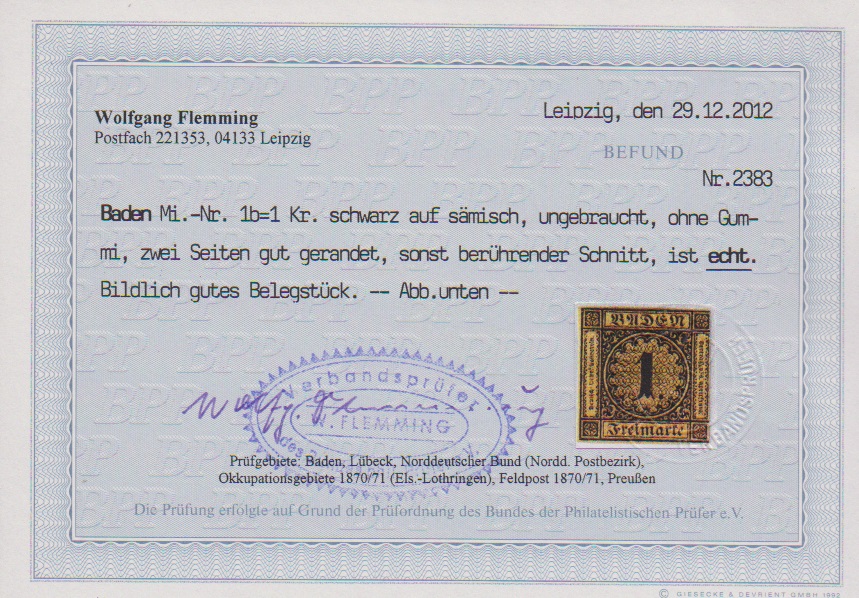 Wolfgang Flemming
Postfach 221353, 04133 Leipzig
Leipzig, den 29.12.2012
BEFUND
Nr.2383
Baden Mi.-Nr. 1b=1 Kr. schwarz auf sämisch, ungebraucht, ohne Gum-
mi, zwei Seiten gut gerandet, sonst berührender Schnitt, ist echt.
Bildlich gutes Belegstück. -- Abb.unten --
BADEN
1
Freimarke
Verbandsprüfer
W. FLEMMING
des
e.V.
VERBANDSPRÜFER
Prüfgebiete: Baden, Lübeck, Norddeutscher Bund (Nordd. Postbezirk),
Okkupationsgebiete 1870/71 (Els.-Lothringen), Feldpost 1870/71, Preußen
Die Prüfung erfolgte auf Grund der Prüfordnung des Bundes der Philatelistischen Prüfer e.V.
© GIESECKE & DEVRIENT GMBH 1992